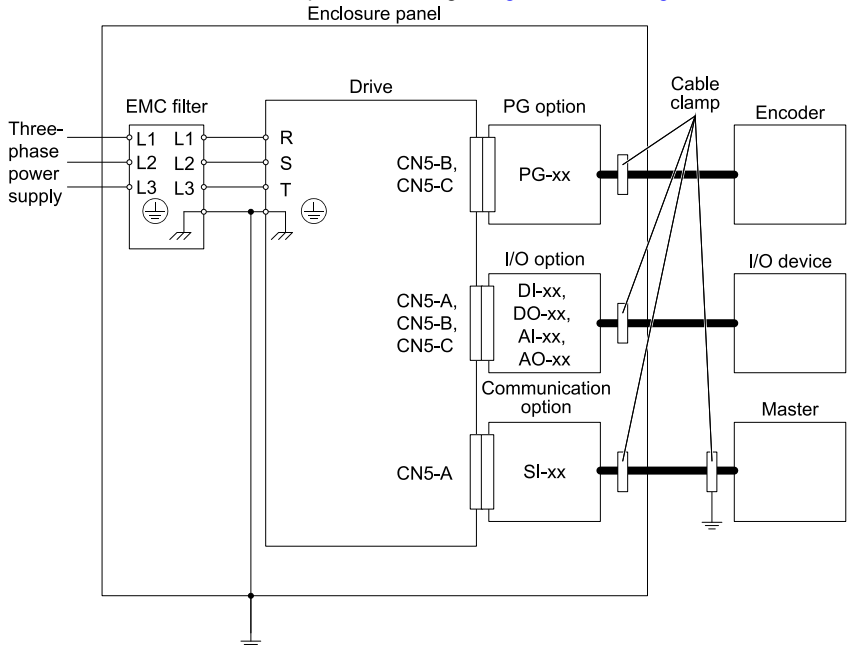 Enclosure panel
Drive
EMC filter
Three-
phase
power
supply
L1 L1
L2 L2
L3 L3
R
S
T
CN5-B,
CN5-C
PG option
PG-xx
Cable
clamp
Encoder
CN5-A,
CN5-B,
CN5-C
I/O option
DI-xx,
DO-xx,
AI-xx,
AO-xx
I/O device
Communication
option
CN5-A
SI-xx
Master